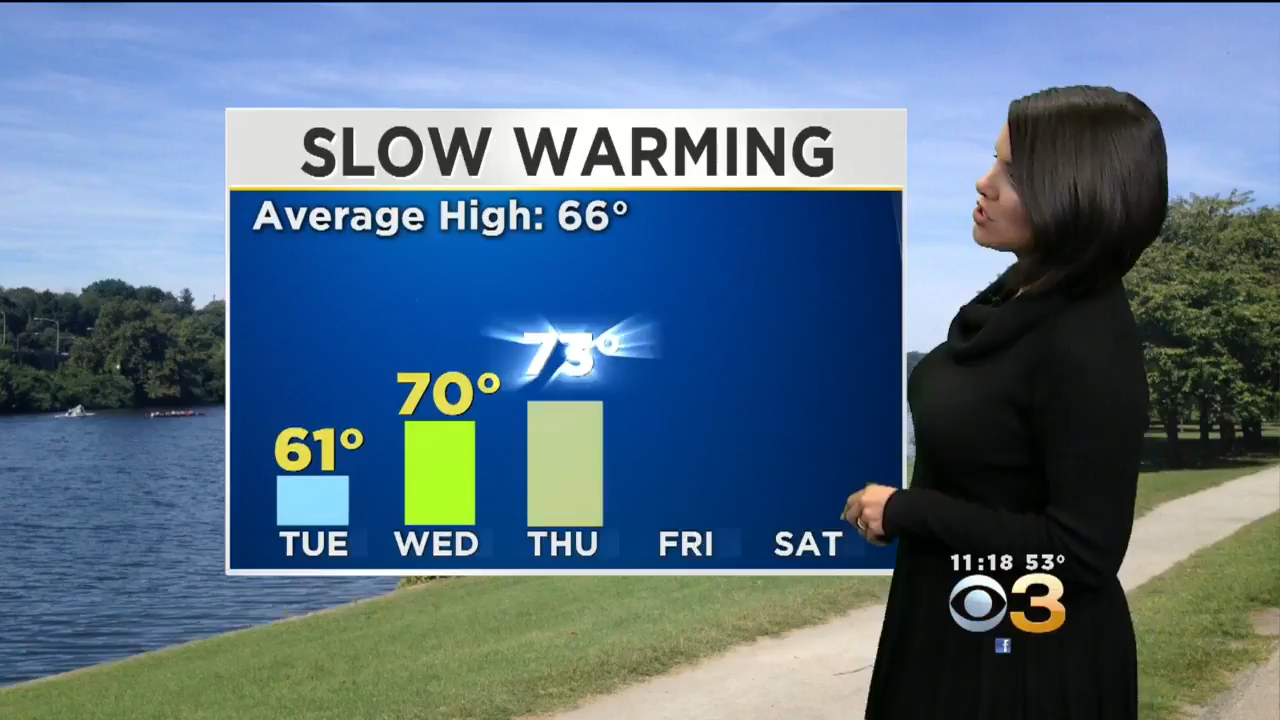 SLOW WARMING
Average High: 66°
61° 70° 73°
TUE WED THU FRI SAT
11:18 53°
3
f